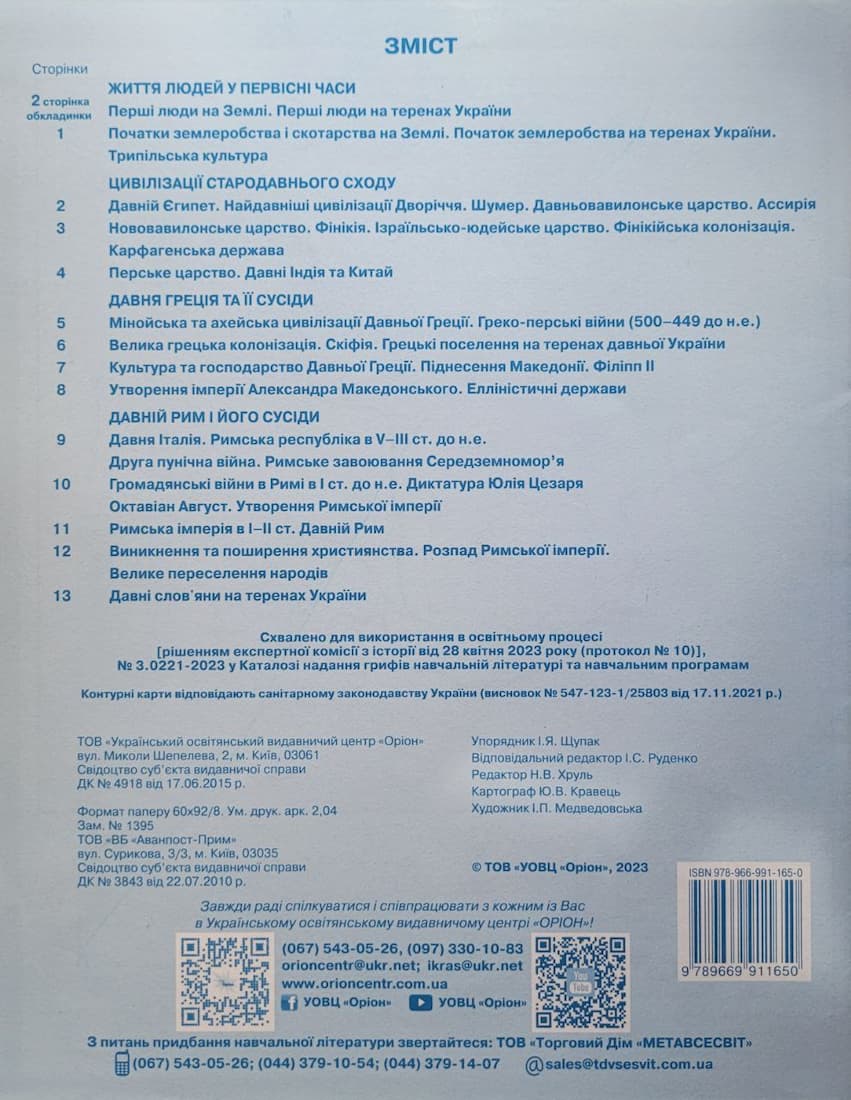 ЗМІСТ
Сторінки
ЖИТТЯ ЛЮДЕЙ У ПЕРВІСНІ ЧАСИ
2 сторінка обкладинки Перші люди на Землі. Перші люди на теренах України
1 Початки землеробства і скотарства на Землі. Початок землеробства на теренах України.
Трипільська культура
ЦИВІЛІЗАЦІЇ СТАРОДАВНЬОГО СХОДУ
2 Давній Єгипет. Найдавніші цивілізації Дворіччя. Шумер. Давньовавилонське царство. Ассирія
3 Нововавилонське царство. Фінікія. Ізраїльсько-юдейське царство. Фінікійська колонізація.
Карфагенська держава
4 Перське царство. Давні Індія та Китай
ДАВНЯ ГРЕЦІЯ ТА ЇЇ СУСІДИ
5 Мінойська та ахейська цивілізації Давньої Греції. Греко-перські війни (500–449 до н.е.)
6 Велика грецька колонізація. Скіфія. Грецькі поселення на теренах давньої України
7 Культура та господарство Давньої Греції. Піднесення Македонії. Філіпп ІІ
8 Утворення імперії Александра Македонського. Елліністичні держави
ДАВНІЙ РИМ І ЙОГО СУСІДИ
9 Давня Італія. Римська республіка в V–III ст. до н.е.
Друга пунічна війна. Римське завоювання Середземномор’я
10 Громадянські війни в Римі в І ст. до н.е. Диктатура Юлія Цезаря
Октавіан Август. Утворення Римської імперії
11 Римська імперія в І–ІІ ст. Давній Рим
12 Виникнення та поширення християнства. Розпад Римської імперії.
Велике переселення народів
13 Давні слов'яни на теренах України
Схвалено для використання в освітньому процесі
[рішенням експертної комісії з історії від 28 квітня 2023 року (протокол № 10)],
№ 3.0221-2023 у Каталозі надання грифів навчальній літературі та навчальним програмам
Контурні карти відповідають санітарному законодавству України (висновок № 547-123-1/25803 від 17.11.2021 р.)
ТОВ «Український освітянський видавничий центр «Оріон»
вул. Миколи Шепелева, 2, м. Київ, 03061
Свідоцтво суб'єкта видавничої справи
ДК № 4918 від 17.06.2015 р.
Формат паперу 60х92/8. Ум. друк. арк. 2,04
Зам. № 1395
ТОВ «ВБ «Аванпост-Прим»
вул. Сурикова, 3/3, м. Київ, 03035
Свідоцтво суб'єкта видавничої справи
ДК № 3843 від 22.07.2010 р.
Упорядник І.Я. Щупак
Відповідальний редактор І.С. Руденко
Редактор Н.В. Хруль
Картограф Ю.В. Кравець
Художник І.П. Медведовська
© ТОВ «УОВЦ «Оріон», 2023
ISBN 978-966-991-165-0
9 789669 911650
Завжди раді спілкуватися і співпрацювати з кожним із Вас
в Українському освітянському видавничому центрі «ОРІОН»!
(067) 543-05-26, (097) 330-10-83
orioncentr@ukr.net; ikras@ukr.net
www.orioncentr.com.ua
УОВЦ «Оріон» УОВЦ «Оріон»
You Tube
З питань придбання навчальної літератури звертайтеся: ТОВ «Торговий Дім «МЕТАВСЕСВІТ»
(067) 543-05-26; (044) 379-10-54; (044) 379-14-07 @sales@tdvsesvit.com.ua